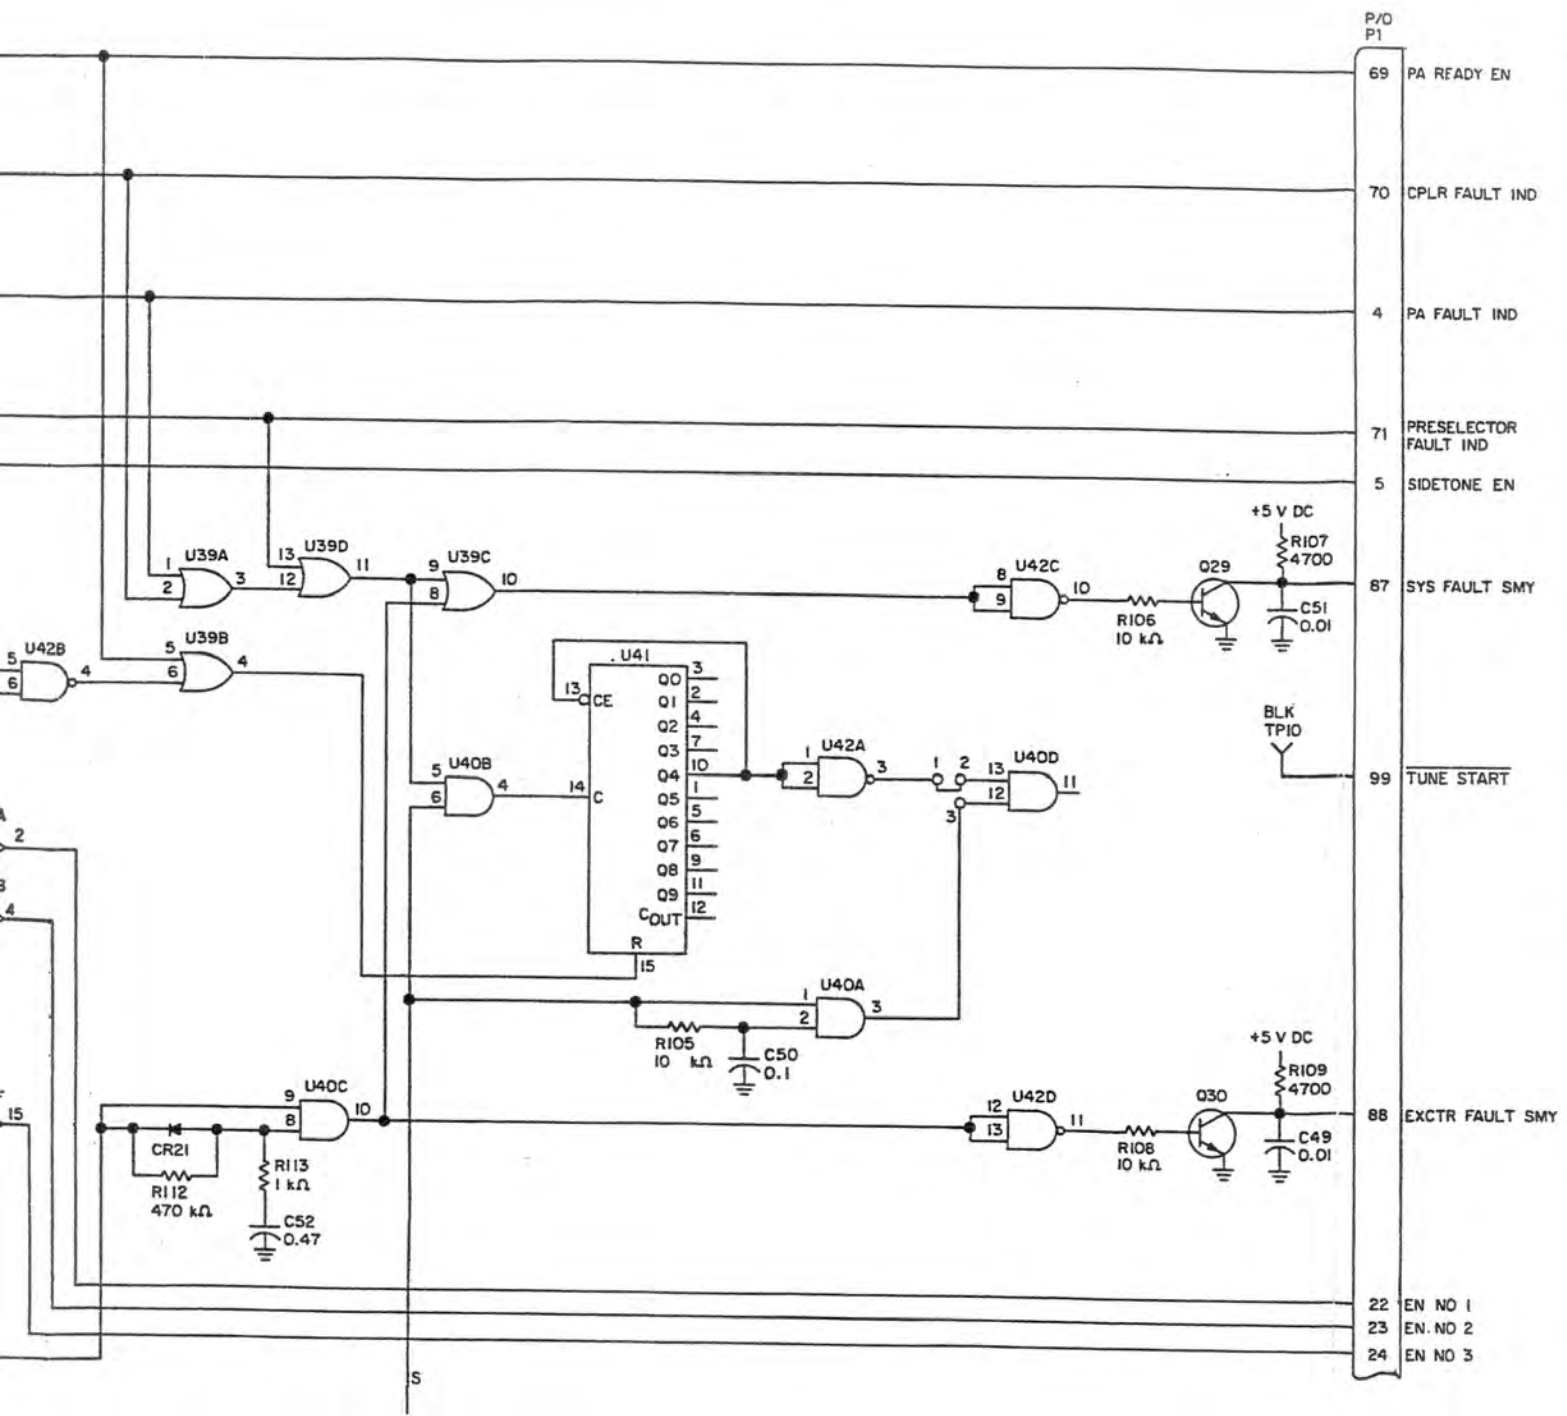 P/O
P1
69 PA READY EN
70 CPLR FAULT IND
4 PA FAULT IND
71 PRESELECTOR
FAULT IND
5 SIDETONE EN
+5 V DC
R107
4700
U39A
1
2
3
U39D
13
12
11
U39C
9
8
10
U42C
8
9
10
R106
10 kΩ
Q29
C51
0.01
87 SYS FAULT SMY
U42B
5
6
4
U39B
5
6
4
U41
13 CE
Q0 3
Q1 2
Q2 4
Q3 7
Q4 10
Q5 1
Q6 5
Q7 6
Q8 9
Q9 11
COUT 12
14 C
R
15
U40B
5
6
4
U42A
1
2
3
1 2
3
U40D
13
12
11
BLK
TP10
99 TUNE START
A
2
B
4
F
15
U40A
1
2
3
R105
10 kΩ
C50
0.1
U40C
9
8
10
CR21
R112
470 kΩ
R113
1 kΩ
C52
0.47
U42D
12
13
11
R108
10 kΩ
Q30
+5 V DC
R109
4700
C49
0.01
88 EXCTR FAULT SMY
22 EN NO 1
23 EN. NO 2
24 EN NO 3
S